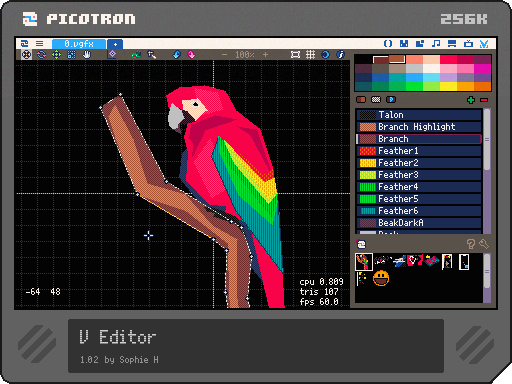 PICOTRON
256K
0.vgfx
+
- 100% +
Talon
Branch Highlight
Branch
Feather1
Feather2
Feather3
Feather4
Feather5
Feather6
BeakDarkA
-64 48
cpu 0.809
tris 107
fps 60.0
V Editor
1.02 by Sophie H